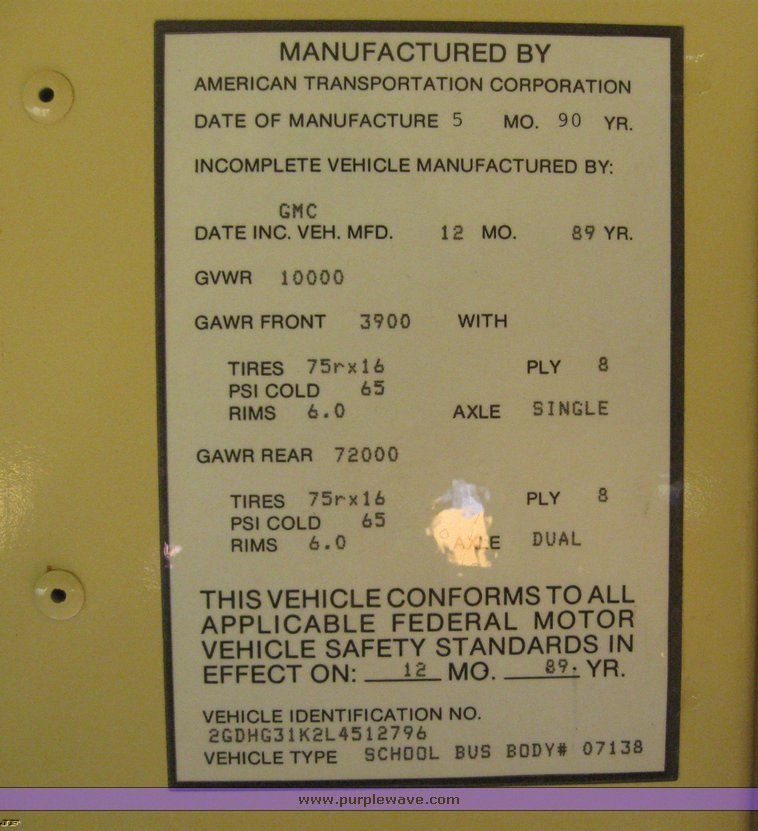 MANUFACTURED BY
AMERICAN TRANSPORTATION CORPORATION
DATE OF MANUFACTURE 5 MO. 90 YR.
INCOMPLETE VEHICLE MANUFACTURED BY:
GMC
DATE INC. VEH. MFD. 12 MO. 89 YR.
GVWR 10000
GAWR FRONT 3900 WITH
TIRES 75rx16 PLY 8
PSI COLD 65
RIMS 6.0 AXLE SINGLE
GAWR REAR 72000
TIRES 75rx16 PLY 8
PSI COLD 65
RIMS 6.0 AXLE DUAL
THIS VEHICLE CONFORMS TO ALL
APPLICABLE FEDERAL MOTOR
VEHICLE SAFETY STANDARDS IN
EFFECT ON: 12 MO. 89. YR.
VEHICLE IDENTIFICATION NO.
2GDHG31K2L4512796
VEHICLE TYPE SCHOOL BUS BODY# 07138
www.purplewave.com